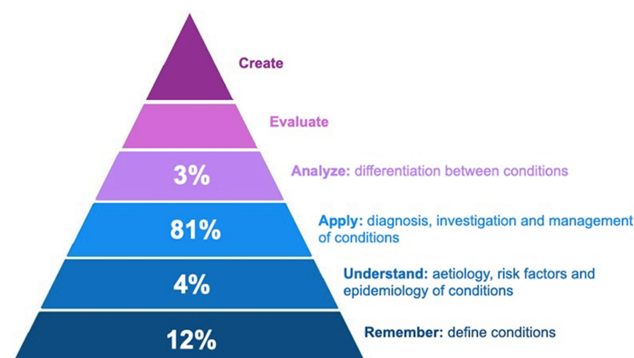 Create
Evaluate
3%
Analyze: differentiation between conditions
81%
Apply: diagnosis, investigation and management
of conditions
4%
Understand: aetiology, risk factors and
epidemiology of conditions
12%
Remember: define conditions